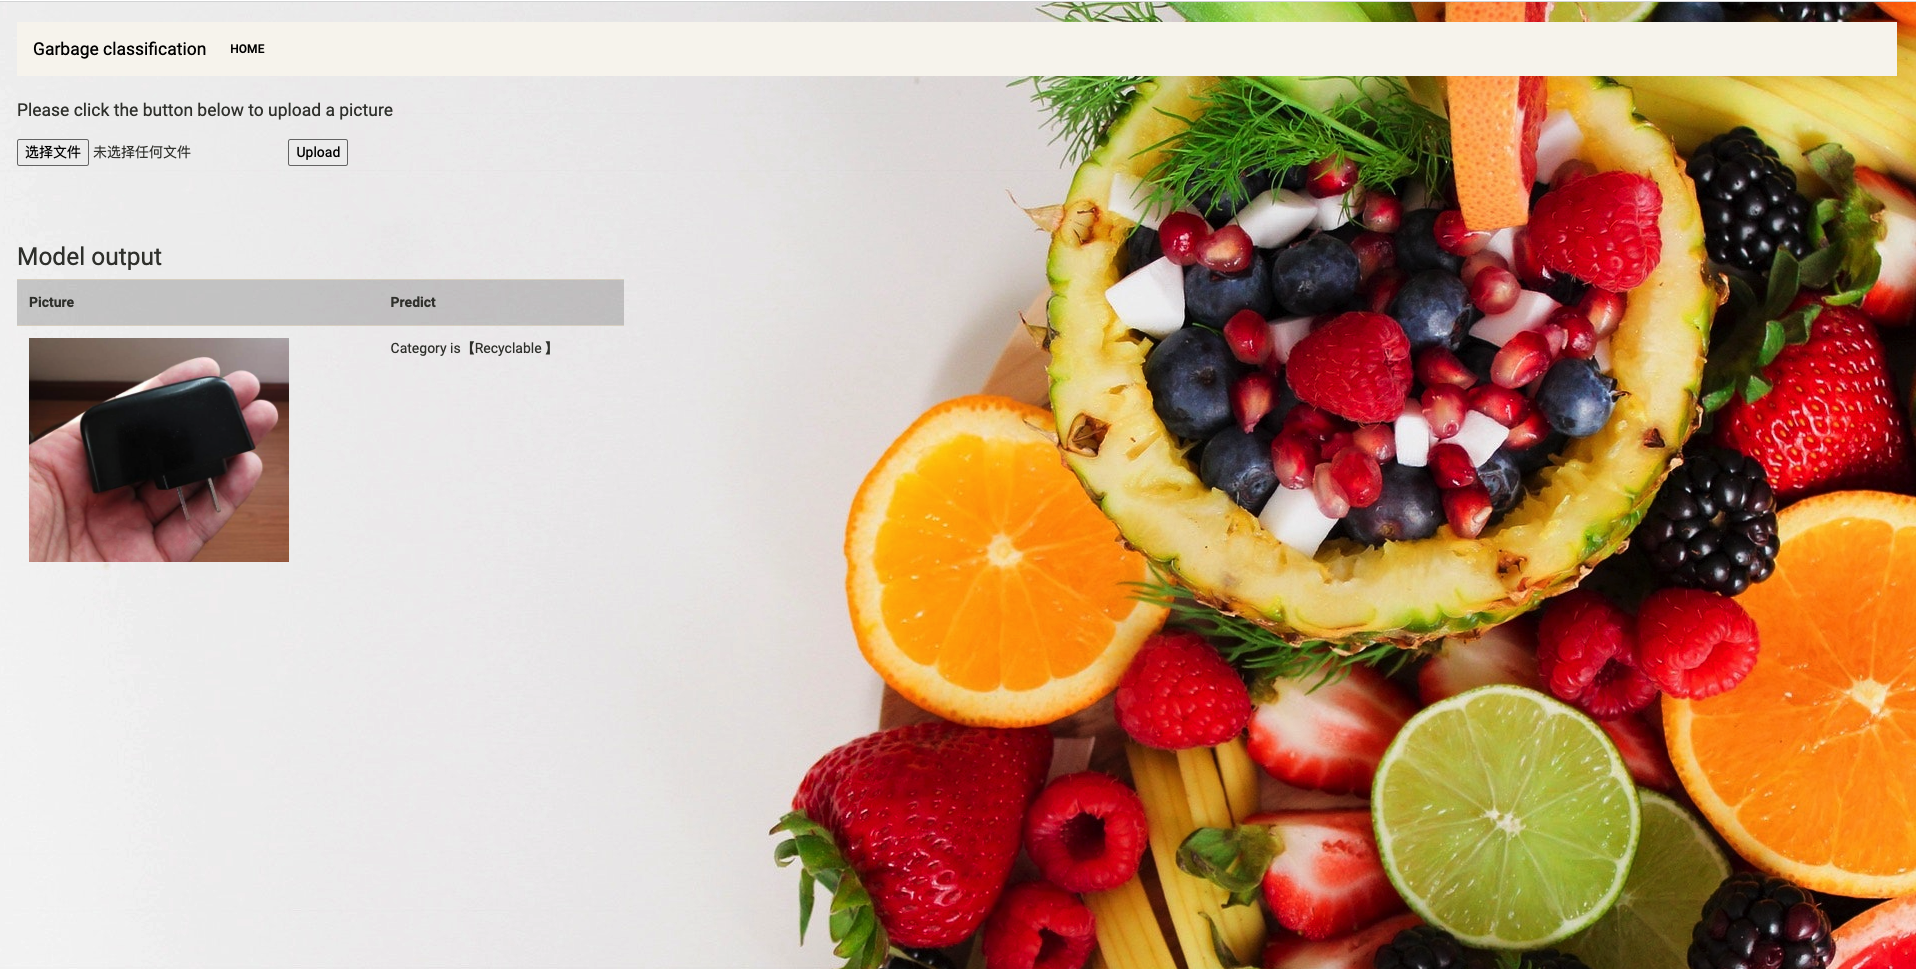 Garbage classification HOME
Please click the button below to upload a picture
选择文件 未选择任何文件 Upload
Model output
Picture Predict
Category is【Recyclable 】